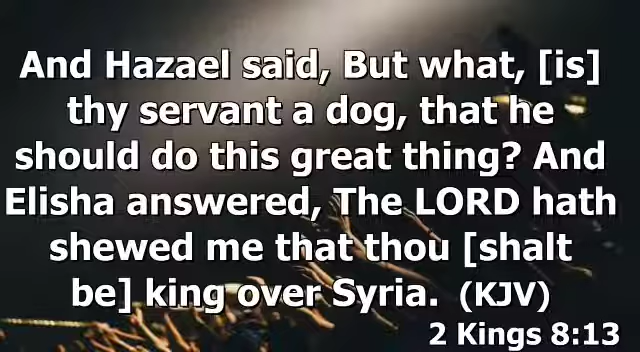 And Hazael said, But what, [is]
thy servant a dog, that he
should do this great thing? And
Elisha answered, The LORD hath
shewed me that thou [shalt
be] king over Syria. (KJV)
2 Kings 8:13